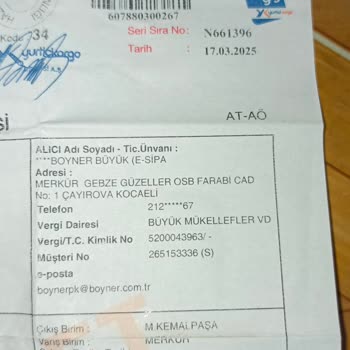 607880300267
Kodu 34
Seri Sıra No: N661396
yurtiçi kargo
Tarih : 17.03.2025
AT-AÖ
ALICI Adı Soyadı - Tic.Ünvanı :
****BOYNER BÜYÜK (E-SİPA
Adresi :
MERKÜR GEBZE GÜZELLER OSB FARABİ CAD
No: 1 ÇAYIROVA KOCAELİ
Telefon 212*****67
Vergi Dairesi BÜYÜK MÜKELLEFLER VD
Vergi/T.C. Kimlik No 5200043963/ -
Müşteri No 265153336 (S)
e-posta
boynerpk@boyner.com.tr
Çıkış Birim : M.KEMALPAŞA
Varış Birim : MERKÜR